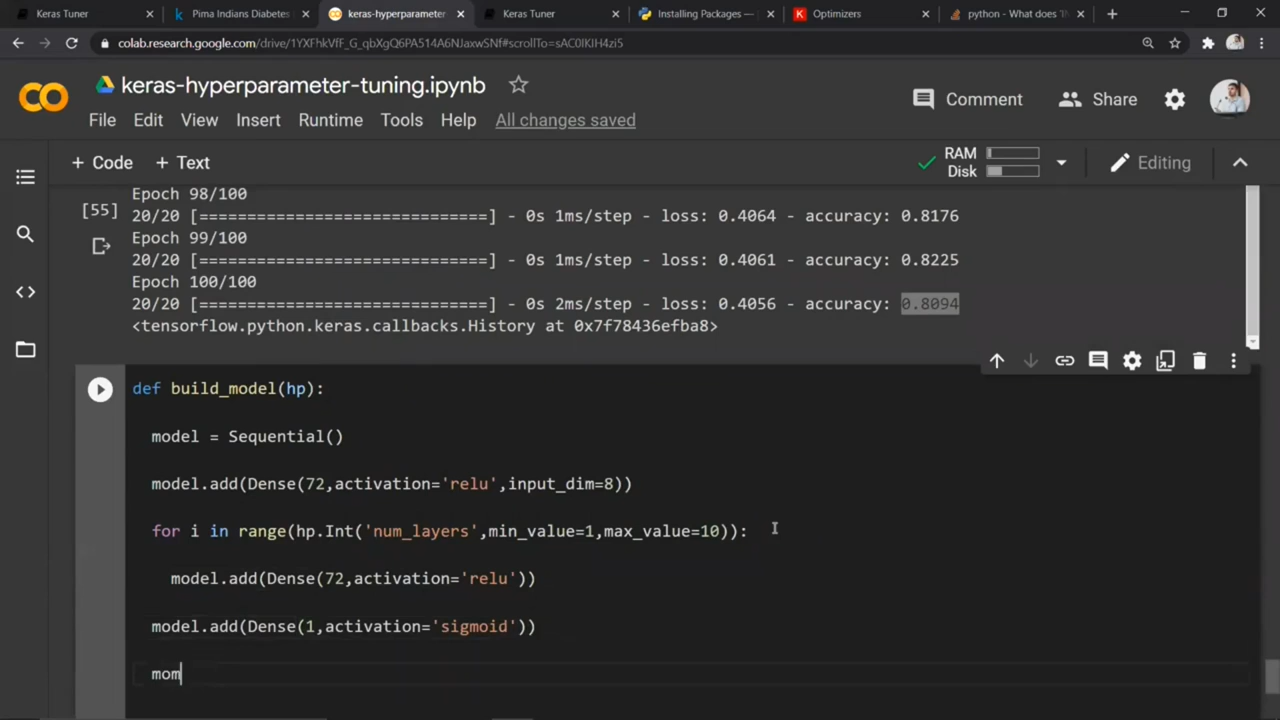 Keras Tuner
Pima Indians Diabetes
keras-hyperparameter-tuning
Keras Tuner
Installing Packages —
Optimizers
python - What does
colab.research.google.com/drive/1YXFhkVfF_G_qbXgQ6PA514A6NJaxwSNf#scrollTo=sAC0lKIH4zi5
keras-hyperparameter-tuning.ipynb
Comment
Share
File Edit View Insert Runtime Tools Help All changes saved
+ Code + Text
RAM
Disk
Editing
Epoch 98/100
[55]
20/20 [==============================] - 0s 1ms/step - loss: 0.4064 - accuracy: 0.8176
Epoch 99/100
20/20 [==============================] - 0s 1ms/step - loss: 0.4061 - accuracy: 0.8225
Epoch 100/100
20/20 [==============================] - 0s 2ms/step - loss: 0.4056 - accuracy: 0.8094
<tensorflow.python.keras.callbacks.History at 0x7f78436efba8>
def build_model(hp):
model = Sequential()
model.add(Dense(72,activation='relu',input_dim=8))
for i in range(hp.Int('num_layers',min_value=1,max_value=10)):
model.add(Dense(72,activation='relu'))
model.add(Dense(1,activation='sigmoid'))
mom